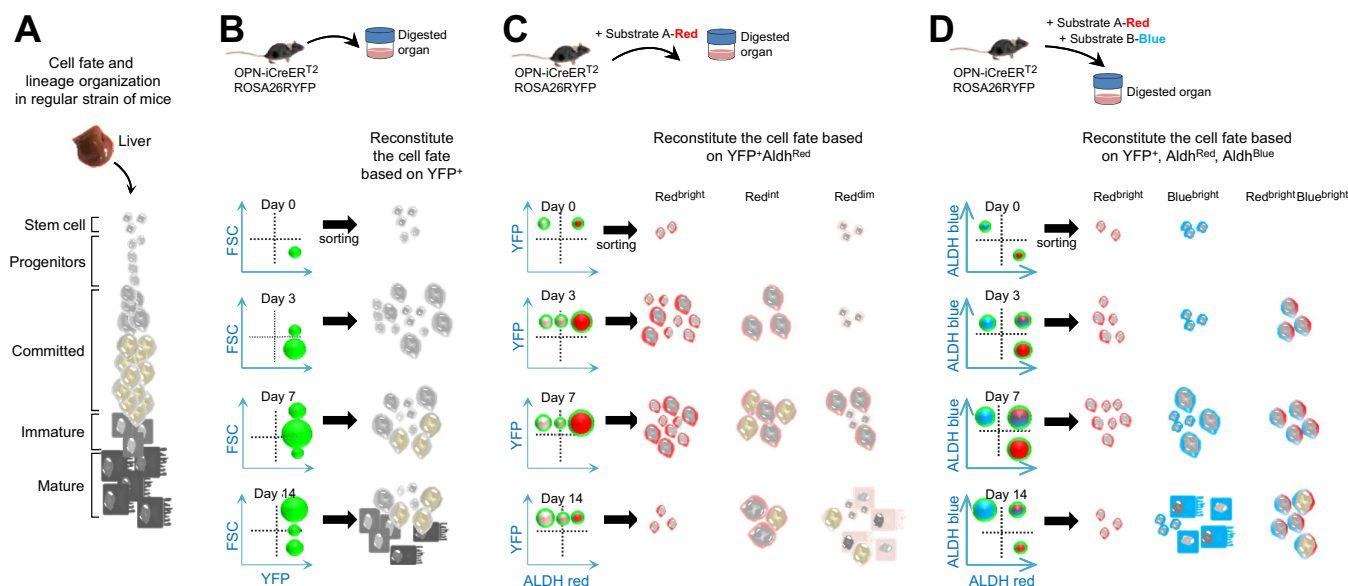 A
Cell fate and
lineage organization
in regular strain of mice
Liver
Stem cell
Progenitors
Committed
Immature
Mature
B
OPN-iCreER^T2
ROSA26RYFP
Digested
organ
Reconstitute
the cell fate
based on YFP⁺
Day 0
FSC
sorting
Day 3
FSC
Day 7
FSC
Day 14
FSC
YFP
C
OPN-iCreER^T2
ROSA26RYFP
+ Substrate A-Red
Digested
organ
Reconstitute the cell fate based
on YFP⁺Aldh^Red
Red^bright
Red^int
Red^dim
Day 0
YFP
sorting
Day 3
YFP
Day 7
YFP
Day 14
YFP
ALDH red
D
OPN-iCreER^T2
ROSA26RYFP
+ Substrate A-Red
+ Substrate B-Blue
Digested organ
Reconstitute the cell fate based
on YFP⁺, Aldh^Red, Aldh^Blue
Red^bright
Blue^bright
Red^bright Blue^bright
Day 0
ALDH blue
sorting
Day 3
ALDH blue
Day 7
ALDH blue
Day 14
ALDH blue
ALDH red